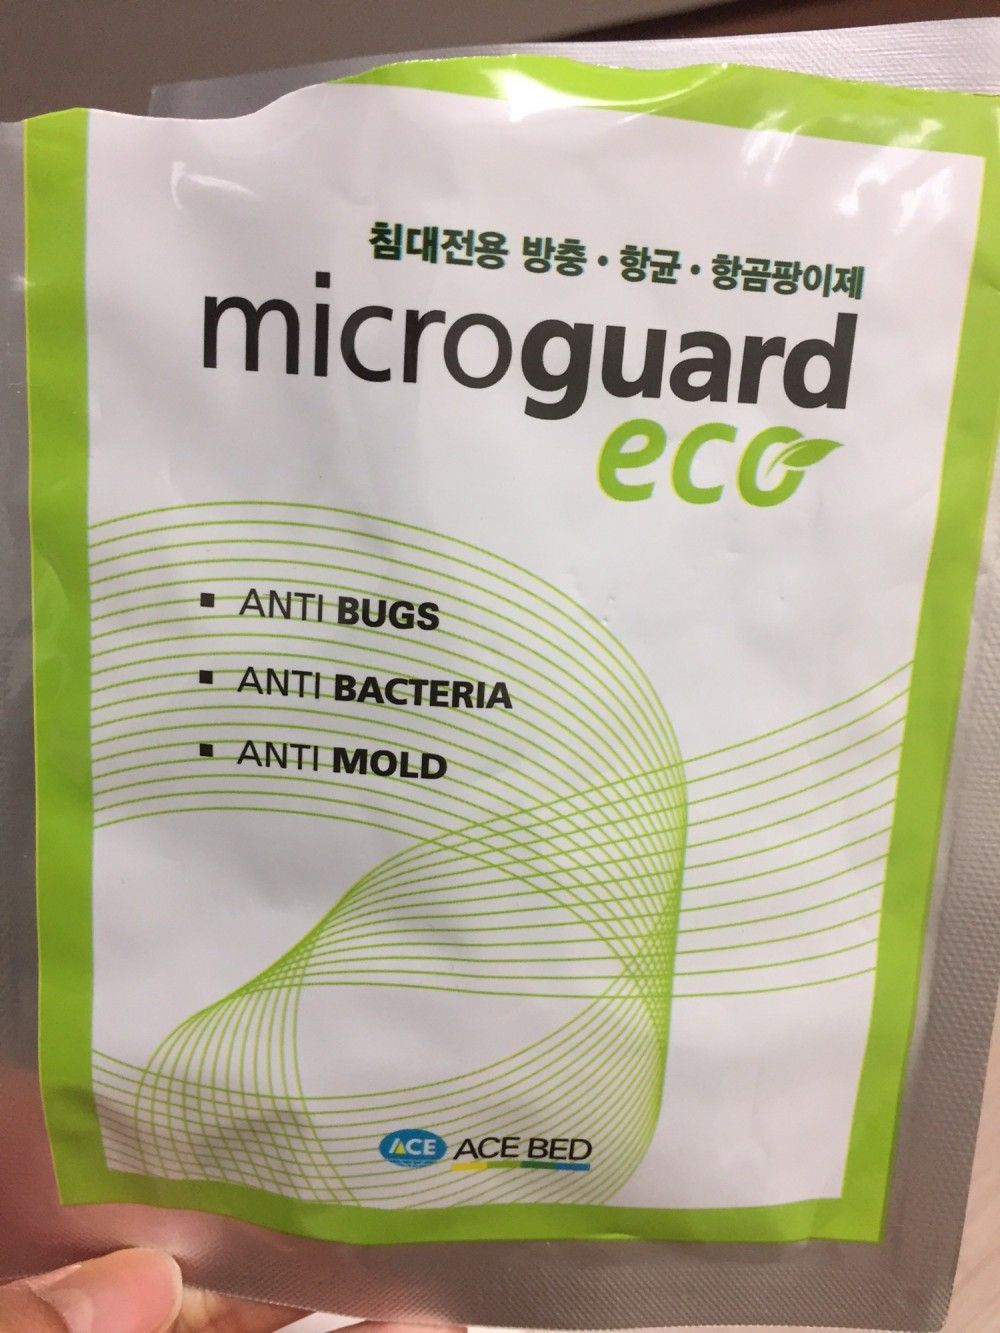 침대전용 방충 • 항균 • 항곰팡이제
microguard
eco
▪ ANTI BUGS
▪ ANTI BACTERIA
▪ ANTI MOLD
ACE ACE BED